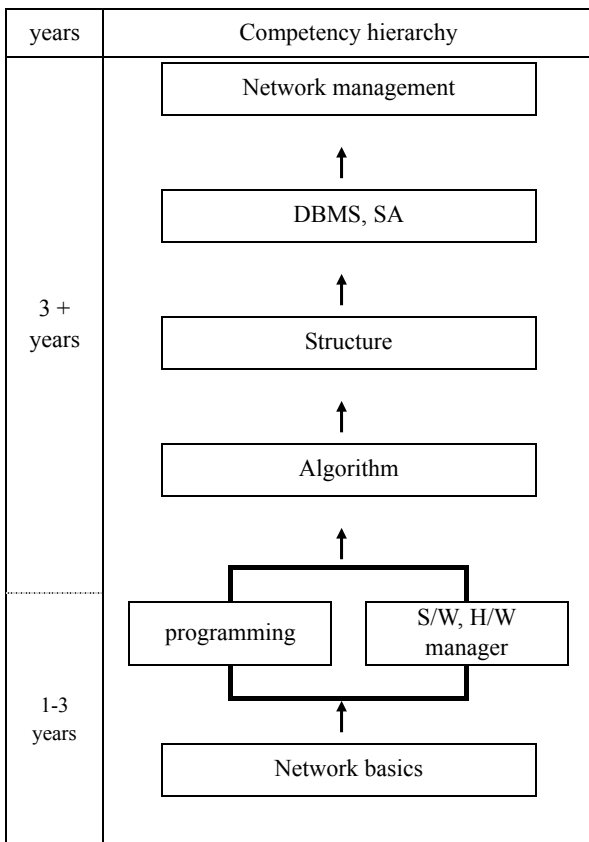 years
Competency hierarchy
Network management
DBMS, SA
3 +
years
Structure
Algorithm
programming
S/W, H/W
manager
1-3
years
Network basics